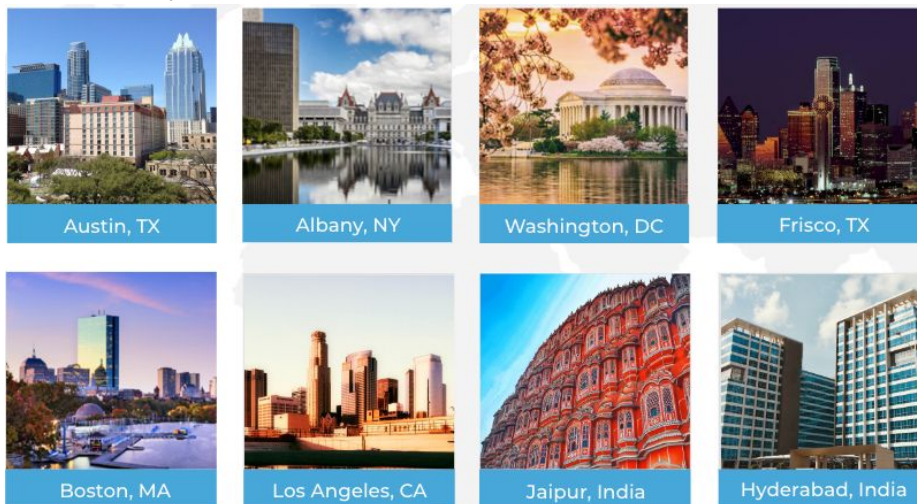 Austin, TX
Albany, NY
Washington, DC
Frisco, TX
Boston, MA
Los Angeles, CA
Jaipur, India
Hyderabad, India